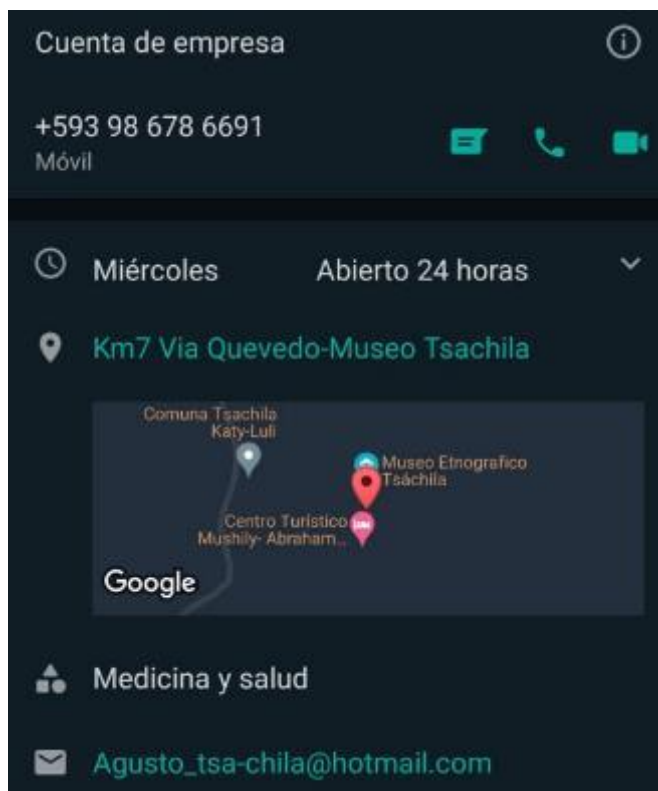 Cuenta de empresa
+593 98 678 6691
Móvil
Miércoles Abierto 24 horas
Km7 Via Quevedo-Museo Tsachila
Comuna Tsachila
Katy-Luli
Museo Etnografico
Tsáchila
Centro Turístico
Mushily- Abraham...
Google
Medicina y salud
Agusto_tsa-chila@hotmail.com